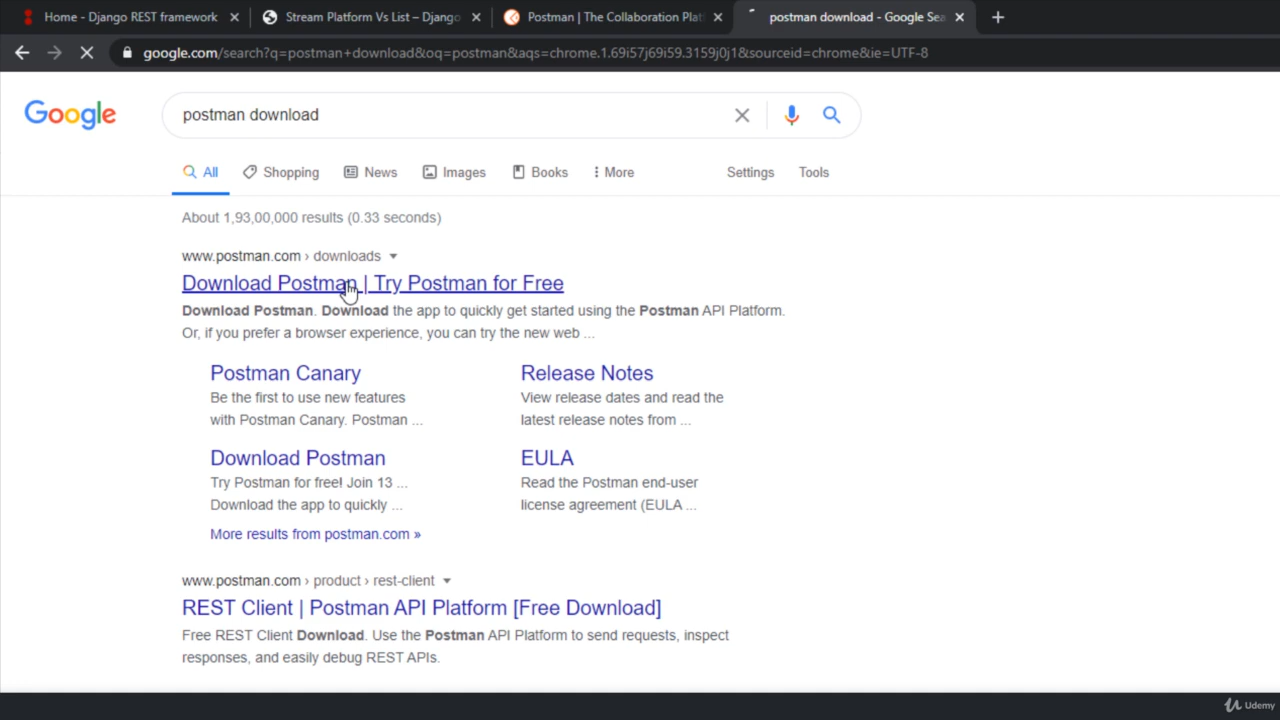 Home - Django REST framework
Stream Platform Vs List – Django
Postman | The Collaboration Plat
postman download - Google Sea
google.com/search?q=postman+download&oq=postman&aqs=chrome.1.69i57j69i59.3159j0j1&sourceid=chrome&ie=UTF-8
Google
postman download
All
Shopping
News
Images
Books
More
Settings
Tools
About 1,93,00,000 results (0.33 seconds)
www.postman.com › downloads
Download Postman | Try Postman for Free
Download Postman. Download the app to quickly get started using the Postman API Platform.
Or, if you prefer a browser experience, you can try the new web ...
Postman Canary
Be the first to use new features
with Postman Canary. Postman ...
Release Notes
View release dates and read the
latest release notes from ...
Download Postman
Try Postman for free! Join 13 ...
Download the app to quickly ...
EULA
Read the Postman end-user
license agreement (EULA ...
More results from postman.com »
www.postman.com › product › rest-client
REST Client | Postman API Platform [Free Download]
Free REST Client Download. Use the Postman API Platform to send requests, inspect
responses, and easily debug REST APIs.
Udemy